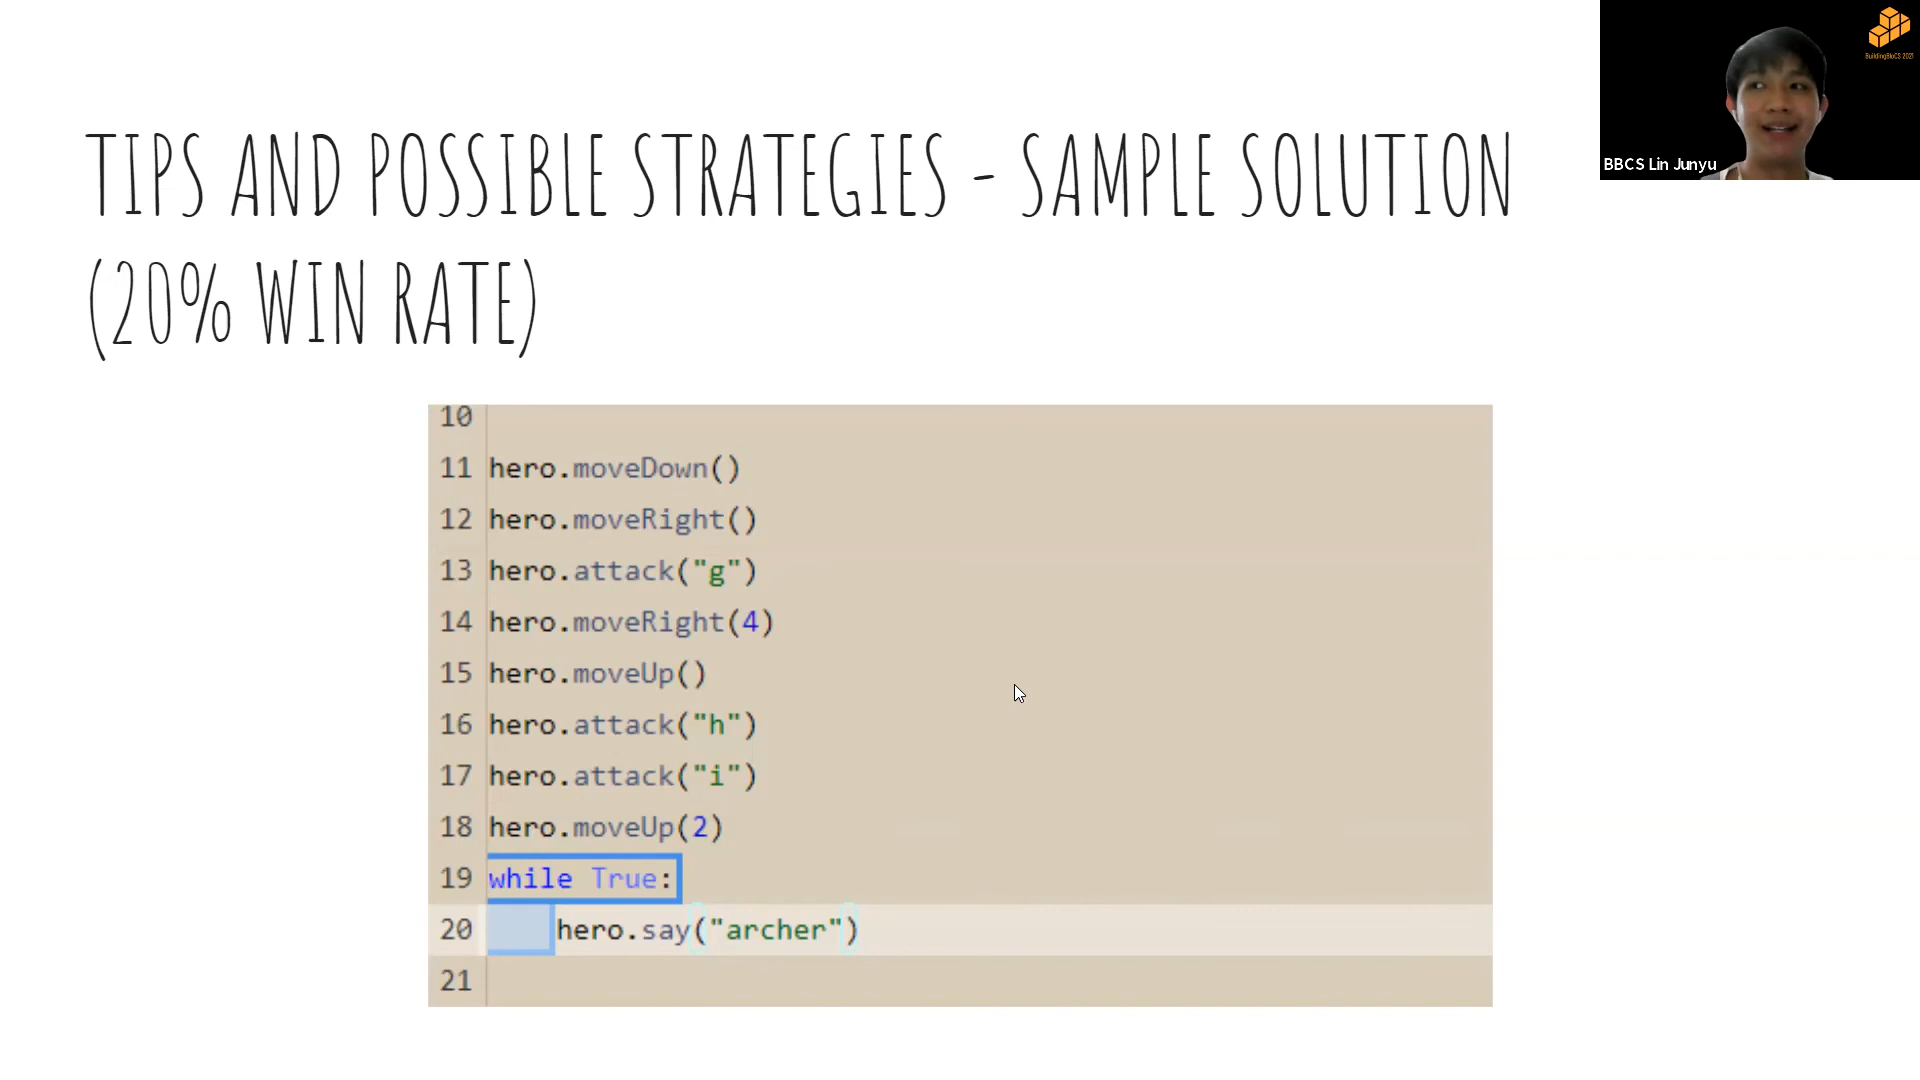 TIPS AND POSSIBLE STRATEGIES - SAMPLE SOLUTION
(20% WIN RATE)
BuildingBloCS 2021
BBCS Lin Junyu
10
11 hero.moveDown()
12 hero.moveRight()
13 hero.attack("g")
14 hero.moveRight(4)
15 hero.moveUp()
16 hero.attack("h")
17 hero.attack("i")
18 hero.moveUp(2)
19 while True:
20 hero.say("archer")
21